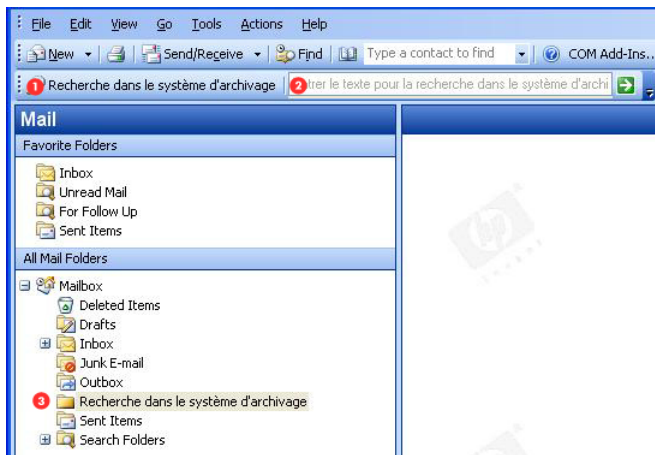 File Edit View Go Tools Actions Help
New Send/Receive Find Type a contact to find COM Add-Ins...
1 Recherche dans le système d'archivage 2 trer le texte pour la recherche dans le système d'archi
Mail
Favorite Folders
Inbox
Unread Mail
For Follow Up
Sent Items
All Mail Folders
Mailbox
Deleted Items
Drafts
Inbox
Junk E-mail
Outbox
3 Recherche dans le système d'archivage
Sent Items
Search Folders
hp
invent